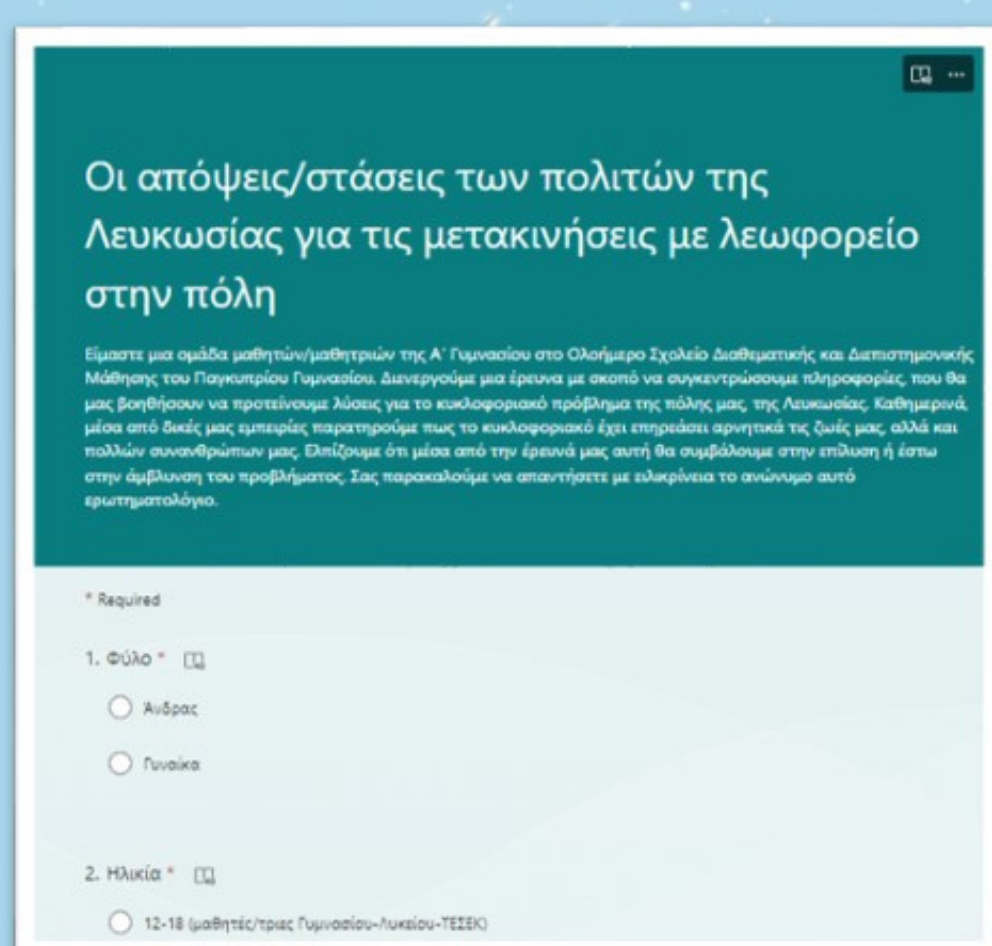 Οι απόψεις/στάσεις των πολιτών της
Λευκωσίας για τις μετακινήσεις με λεωφορείο
στην πόλη
Είμαστε μια ομάδα μαθητών/μαθητριών της Α΄ Γυμνασίου στο Ολοήμερο Σχολείο Διαθεματικής και Διεπιστημονικής
Μάθησης του Παγκυπρίου Γυμνασίου. Διενεργούμε μια έρευνα με σκοπό να συγκεντρώσουμε πληροφορίες, που θα
μας βοηθήσουν να προτείνουμε λύσεις για το κυκλοφοριακό πρόβλημα της πόλης μας, της Λευκωσίας. Καθημερινά,
μέσα από δικές μας εμπειρίες παρατηρούμε πως το κυκλοφοριακό έχει επηρεάσει αρνητικά τις ζωές μας, αλλά και
πολλών συνανθρώπων μας. Ελπίζουμε ότι μέσα από την έρευνά μας αυτή θα συμβάλουμε στην επίλυση ή έστω
στην άμβλυνση του προβλήματος. Σας παρακαλούμε να απαντήσετε με ειλικρίνεια το ανώνυμο αυτό
ερωτηματολόγιο.
* Required
1. Φύλο *
Άνδρας
Γυναίκα
2. Ηλικία *
12-18 (μαθητές/τριες Γυμνασίου-Λυκείου-ΤΕΣΕΚ)